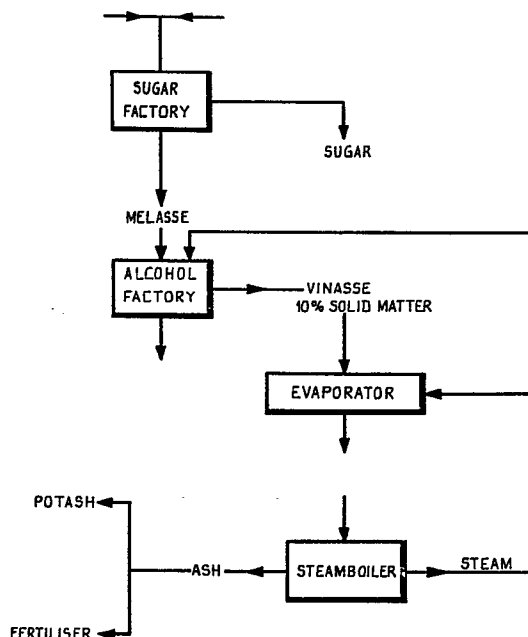 SUGAR
FACTORY
SUGAR
MELASSE
ALCOHOL
FACTORY
VINASSE
10% SOLID MATTER
EVAPORATOR
POTASH
ASH
STEAMBOILER
STEAM
FERTILISER